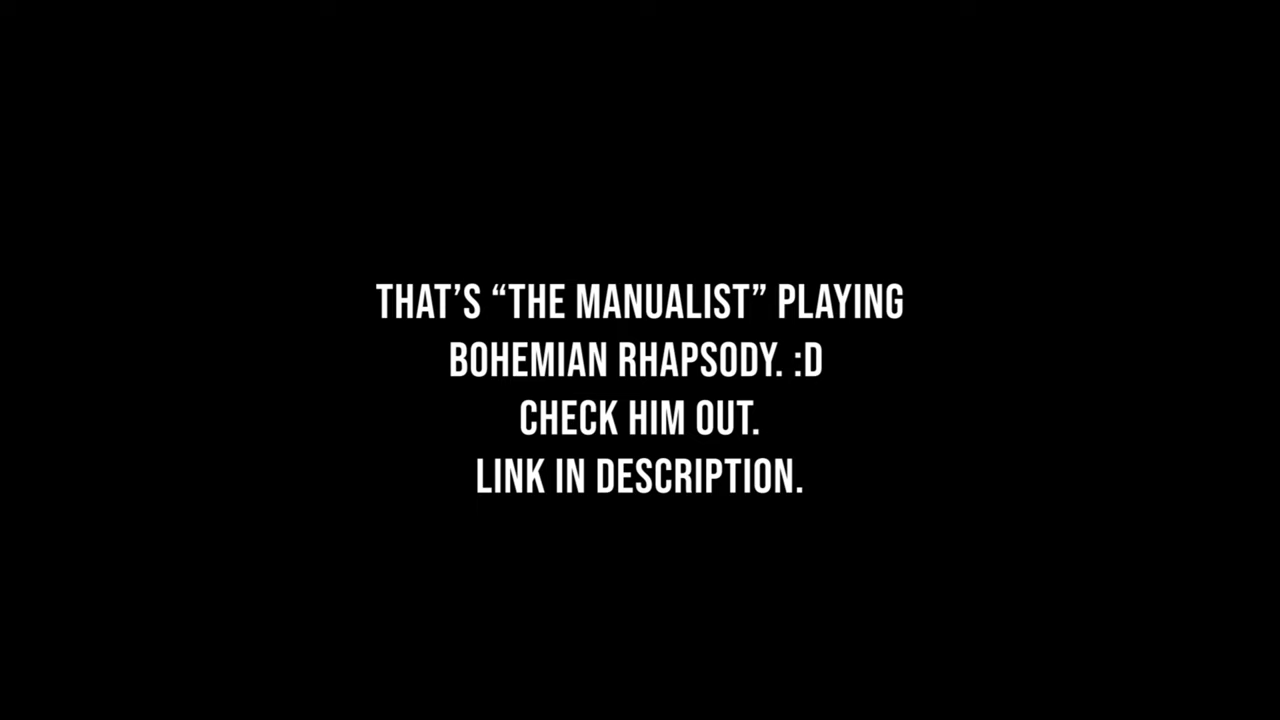 THAT’S “THE MANUALIST” PLAYING
BOHEMIAN RHAPSODY. :D
CHECK HIM OUT.
LINK IN DESCRIPTION.